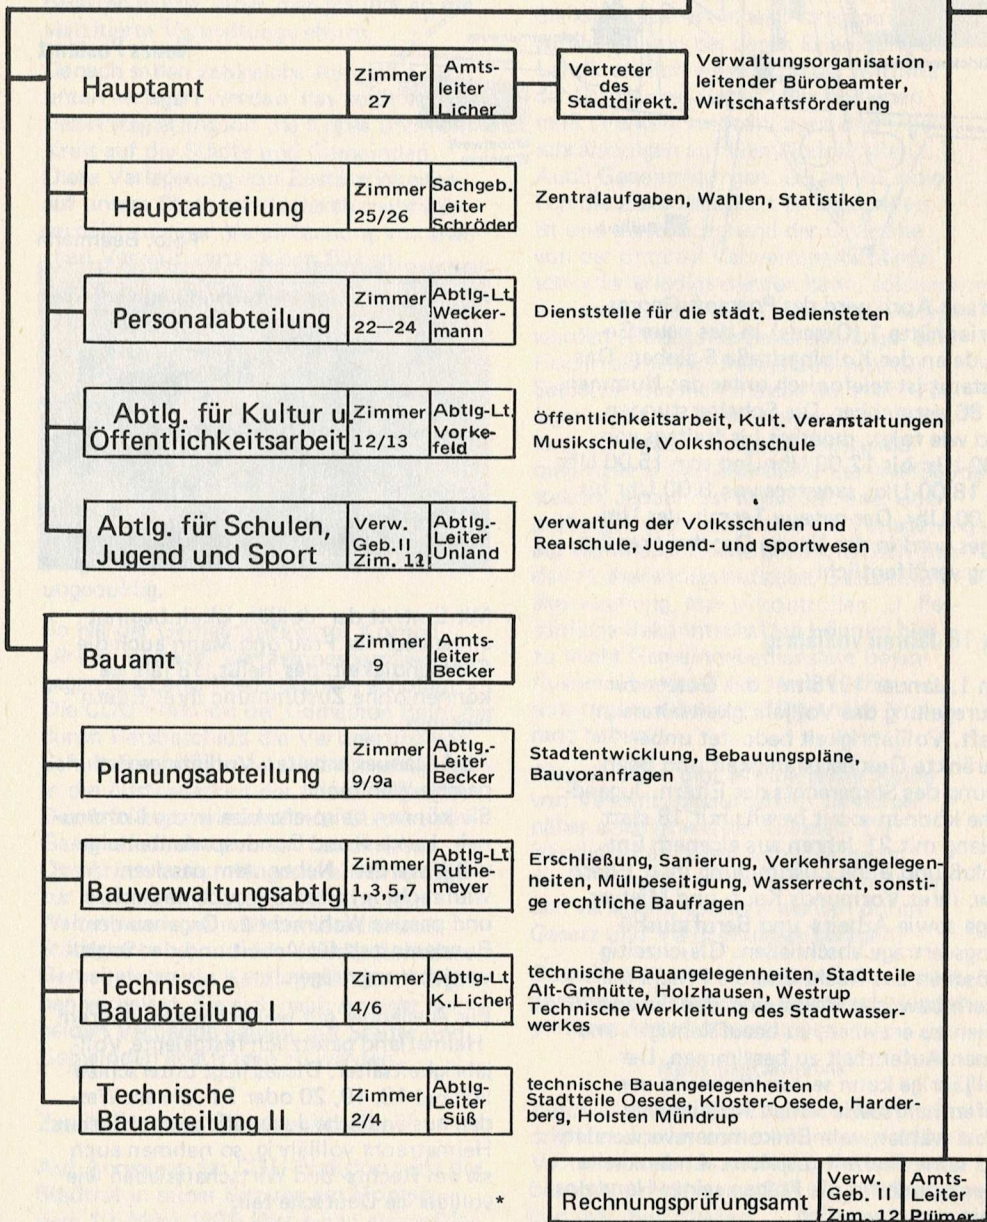 Hauptamt
Zimmer
27
Amts-
leiter
Licher
Vertreter
des
Stadtdirekt.
Verwaltungsorganisation,
leitender Büroarbeiter,
Wirtschaftsförderung
Hauptabteilung
Zimmer
25/26
Sachgeb.
Leiter
Schröder
Zentralaufgaben, Wahlen, Statistiken
Personalabteilung
Zimmer
22—24
Abtlg-Lt.
Wecker-
mann
Dienststelle für die städt. Bediensteten
Abtlg. für Kultur u.
Öffentlichkeitsarbeit
Zimmer
12/13
Abtlg-Lt.
Vorke-
feld
Öffentlichkeitsarbeit, Kult. Veranstaltungen
Musikschule, Volkshochschule
Abtlg. für Schulen,
Jugend und Sport
Verw.
Geb. II
Zim. 11
Abtlg.-
Leiter
Unland
Verwaltung der Volksschulen und
Realschule, Jugend- und Sportwesen
Bauamt
Zimmer
9
Amts-
leiter
Becker
Planungsabteilung
Zimmer
7,9,9a
Abtlg.-
Leiter
Becker
Stadtentwicklung, Bebauungspläne,
Bauvoranfragen
Bauverwaltungsabtlg.
Zimmer
1,3,5,7
Abtlg-Lt
Ruthe-
meyer
Erschließung, Sanierung, Verkehrsangelegen-
heiten, Müllbeseitigung, Wasserrecht, sonsti-
ge rechtliche Baufragen
Technische
Bauabteilung I
Zimmer
4/6
Abtlg-Lt.
K.Licher
technische Bauangelegenheiten, Stadtteile
Alt-Gmhütte, Holzhausen, Westrup
Technische Werkleitung des Stadtwasser-
werkes
Technische
Bauabteilung II
Zimmer
2/4
Abtlg-
Leiter
Süß
technische Bauangelegenheiten
Stadtteile Oesede, Kloster-Oesede, Harder-
berg, Holsten Mündrup
*
Rechnungsprüfungsamt
Verw.
Geb. II
Zim. 12
Amts-
Leiter
Plümer